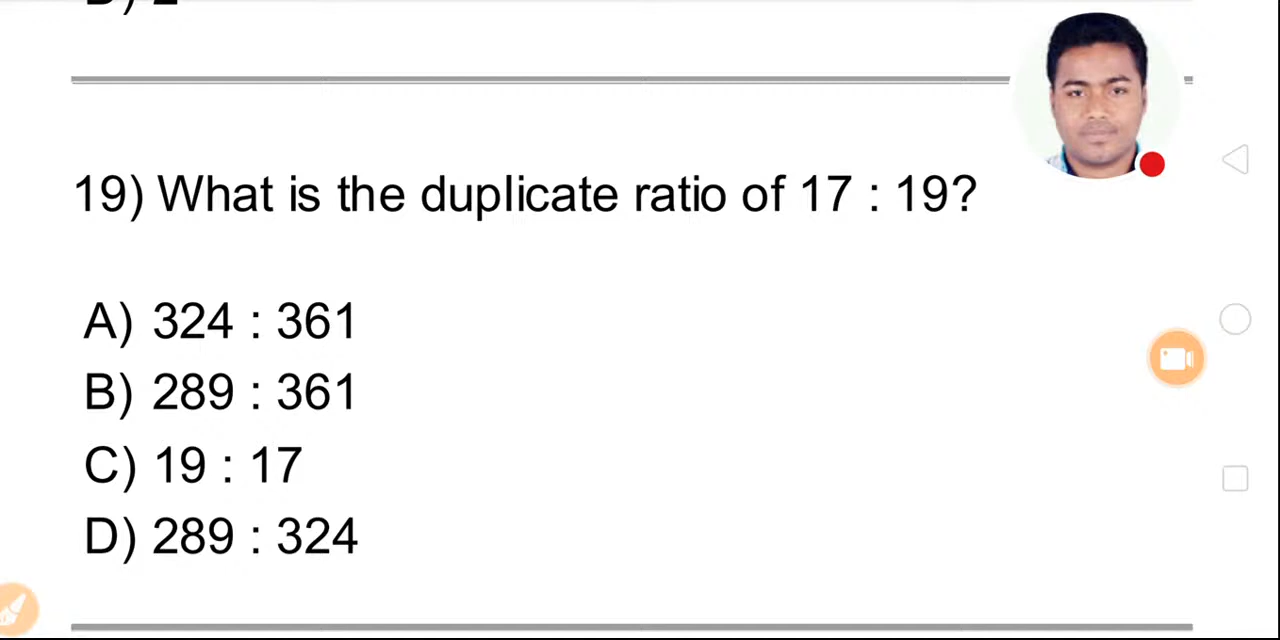 19) What is the duplicate ratio of 17 : 19?
A) 324 : 361
B) 289 : 361
C) 19 : 17
D) 289 : 324